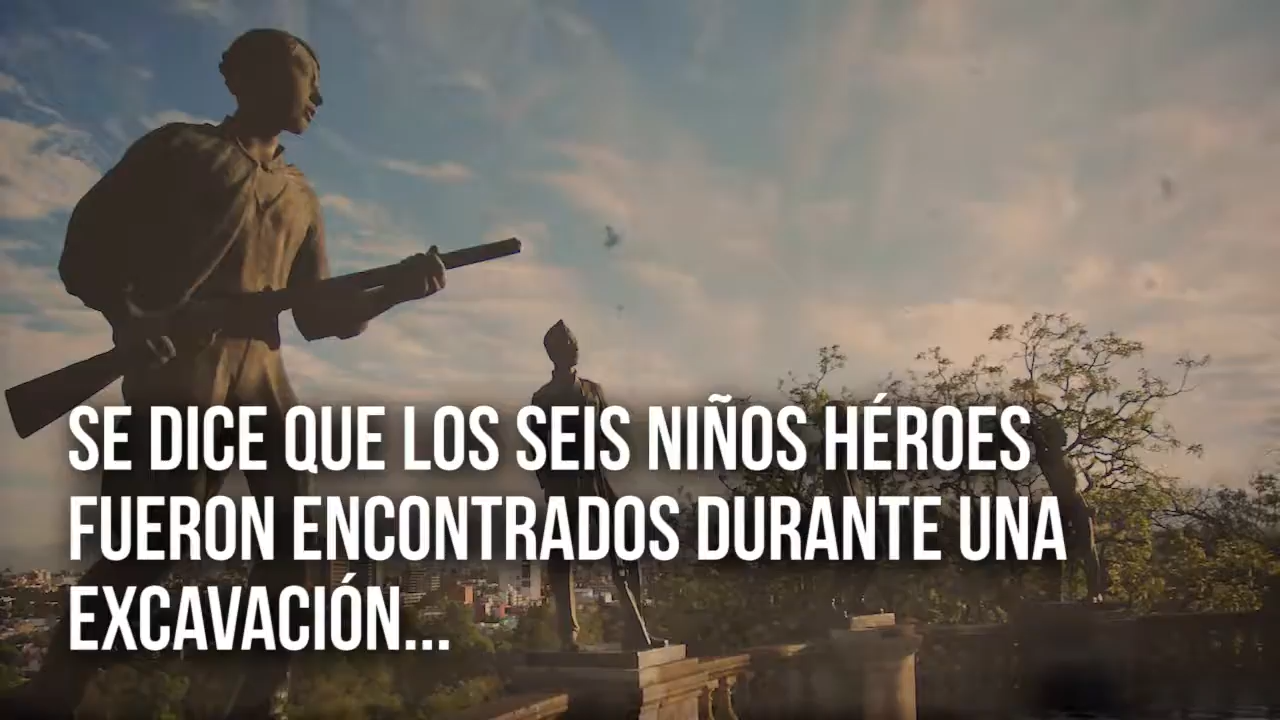 SE DICE QUE LOS SEIS NIÑOS HÉROES
FUERON ENCONTRADOS DURANTE UNA
EXCAVACIÓN...